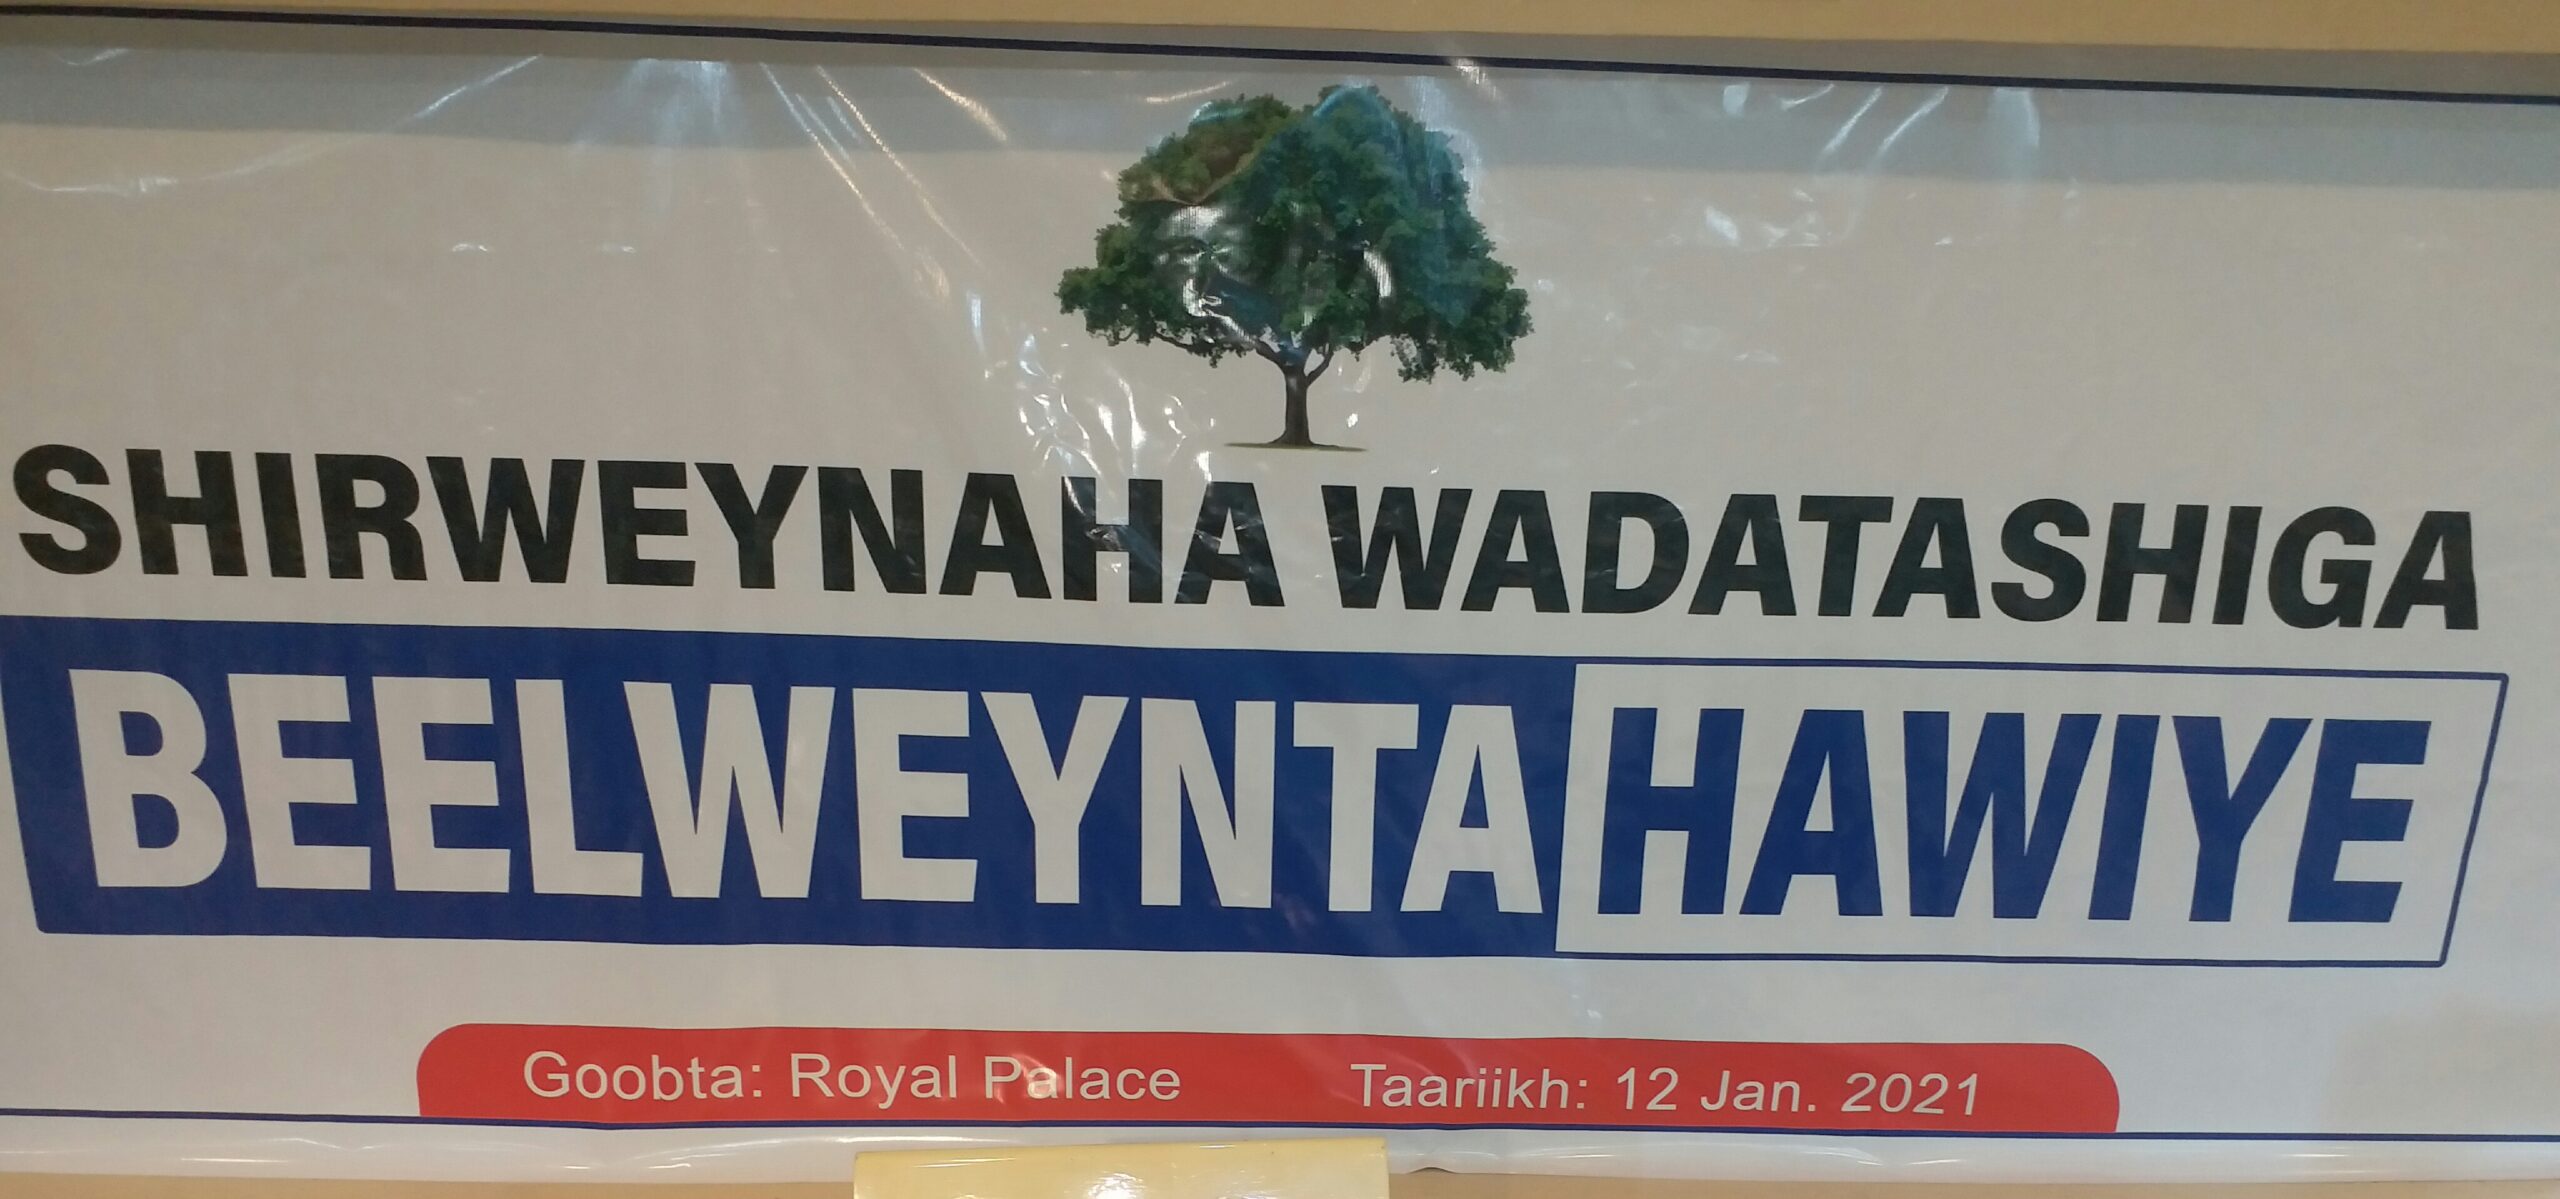 SHIRWEYNAHA WADATASHIGA
BEELWEYNTA HAWIYE
Goobta: Royal Palace Taariikh: 12 Jan. 2021